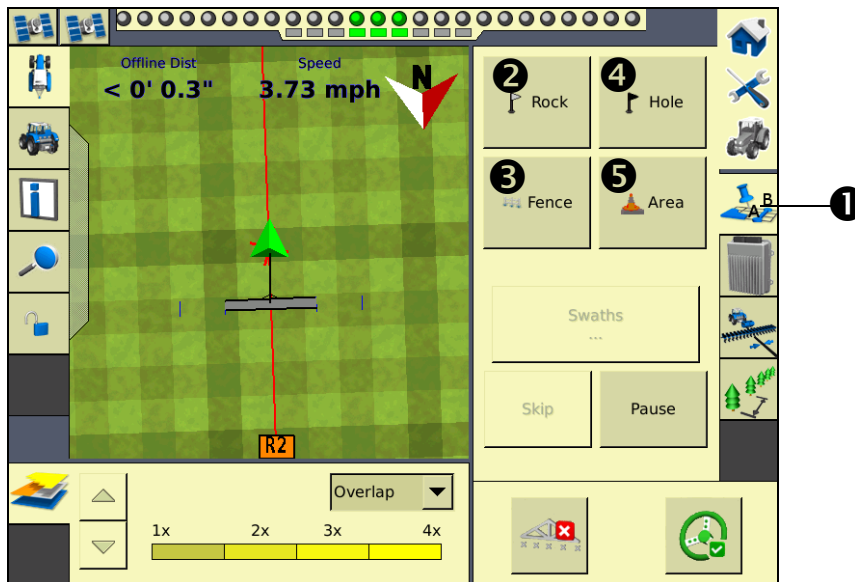 Offline Dist
Speed
< 0' 0.3"
3.73 mph
N
2
Rock
4
Hole
3
Fence
5
Area
A
B
1
Swaths
...
Skip
Pause
R2
Overlap
1x
2x
3x
4x